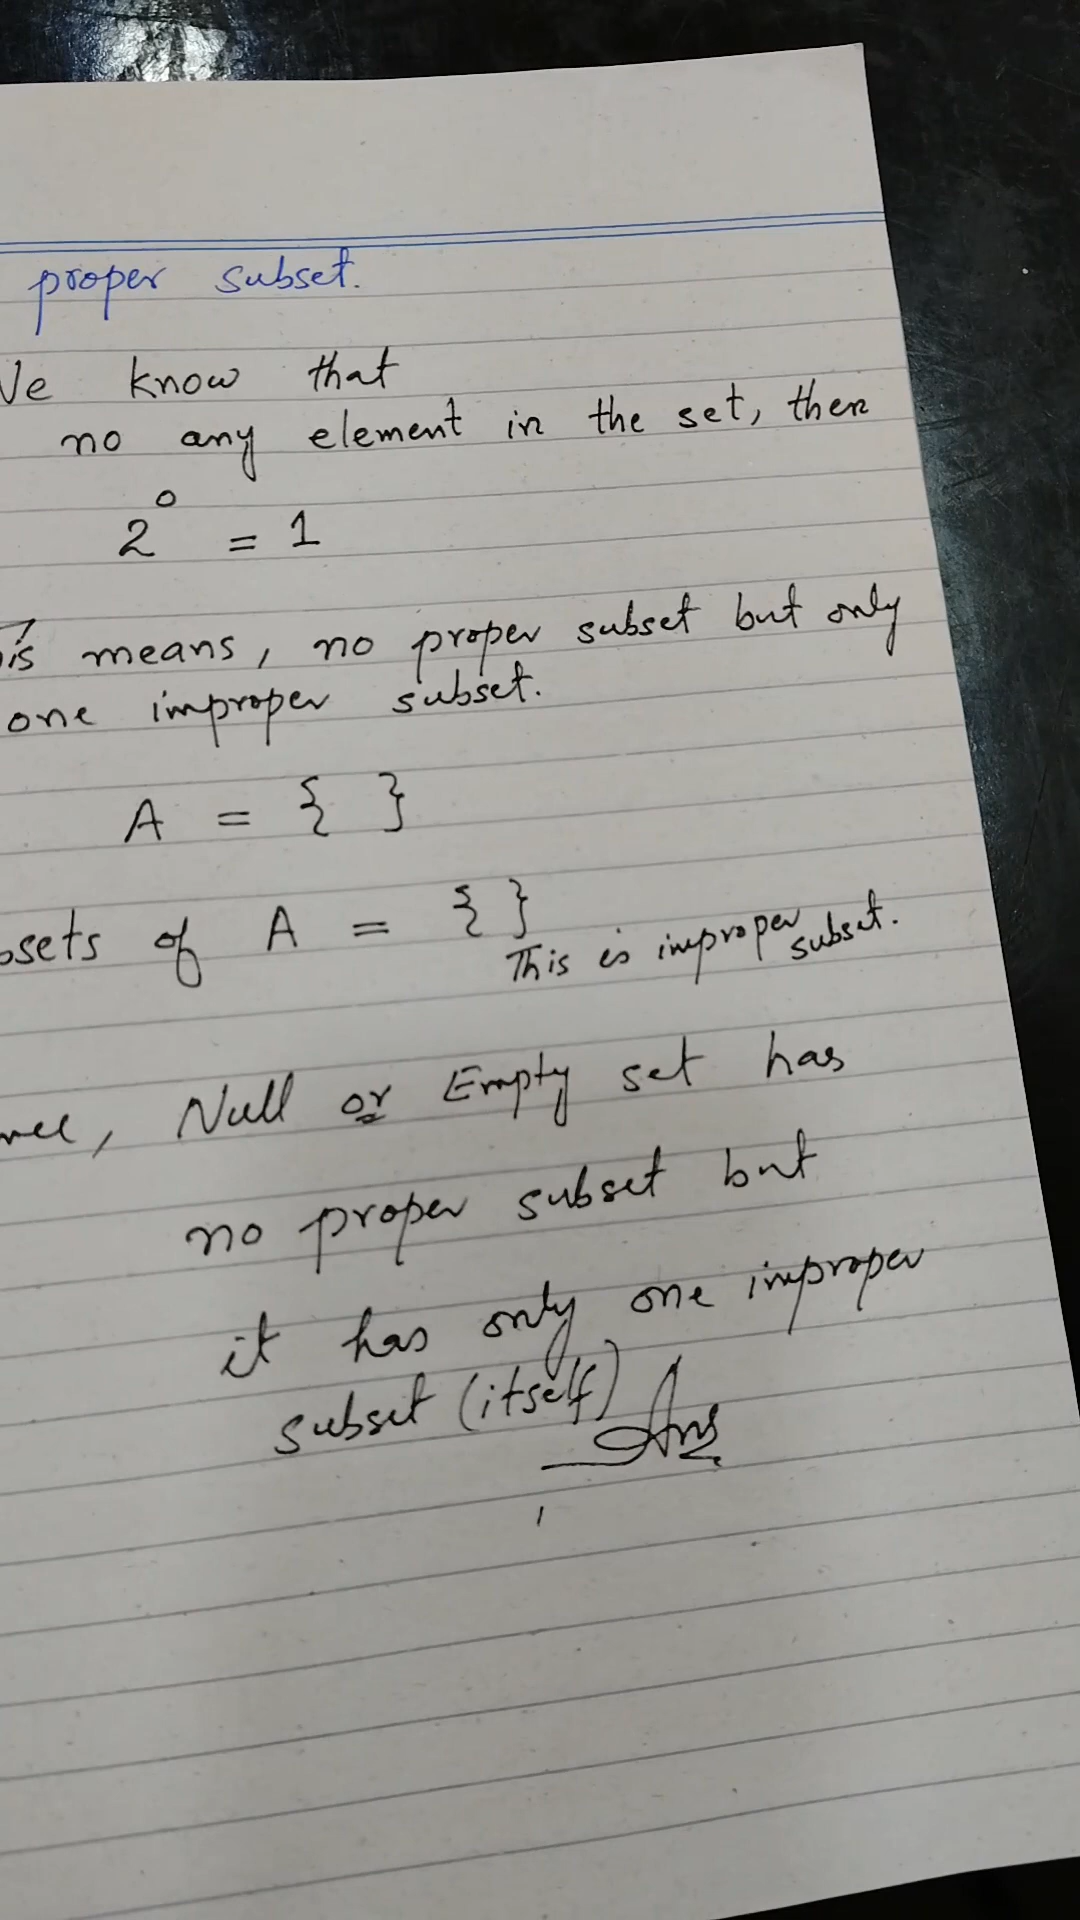 proper subset.
We know that
no any element in the set, then
2⁰ = 1
is means, no proper subset but only
one improper subset.
A = { }
sets of A = { }
This is improper subset.
Null or Empty set has
no proper subset but
it has only one improper
subset (itself)
Ans